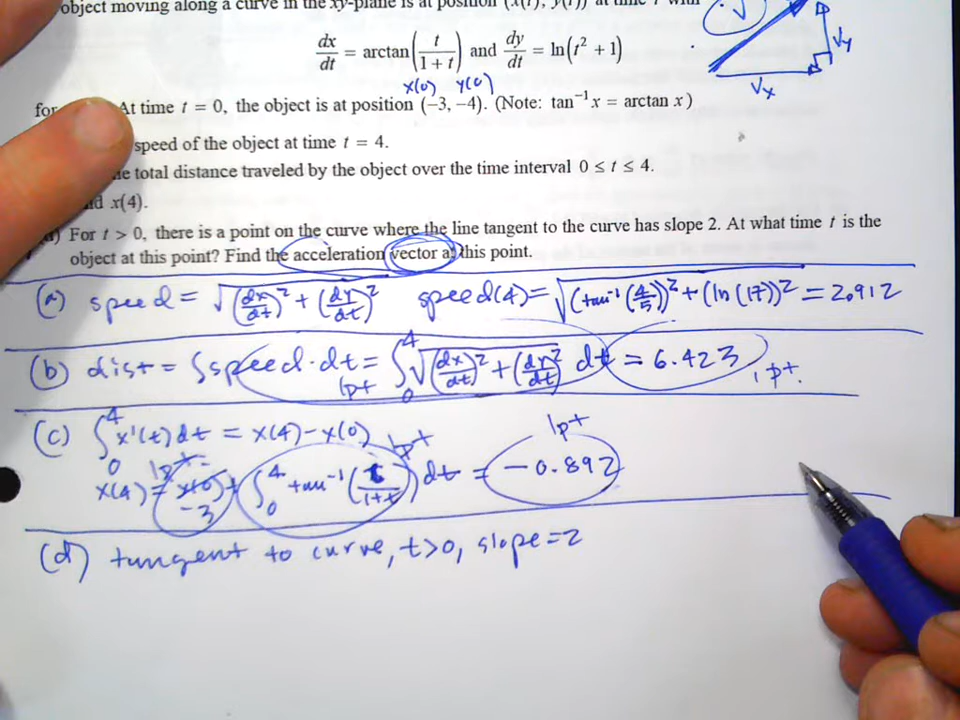 object moving along a curve in the xy-plane is at position (x(t), y(t)) at time t with
dx/dt = arctan(t/(1 + t)) and dy/dt = ln(t² + 1)
Vy
Vx
x(0) y(0)
At time t = 0, the object is at position (−3, −4). (Note: tan⁻¹x = arctan x)
speed of the object at time t = 4.
total distance traveled by the object over the time interval 0 ≤ t ≤ 4.
x(4).
For t > 0, there is a point on the curve where the line tangent to the curve has slope 2. At what time t is the
object at this point? Find the acceleration vector at this point.
(a) speed = √((dx/dt)² + (dy/dt)²) speed(4) = √((tan⁻¹(4/5))² + (ln(17))²) = 2.912
(b) dist = ∫speed·dt = ∫₀⁴ √((dx/dt)² + (dy/dt)²) dt = 6.423
1pt 1pt.
(c) ∫₀⁴ x'(t)dt = x(4) − x(0) 1pt 1pt
1pt
x(4) = x(0) + ∫₀⁴ tan⁻¹(t/(1+t)) dt = −0.892
−3
(d) tangent to curve, t>0, slope=2